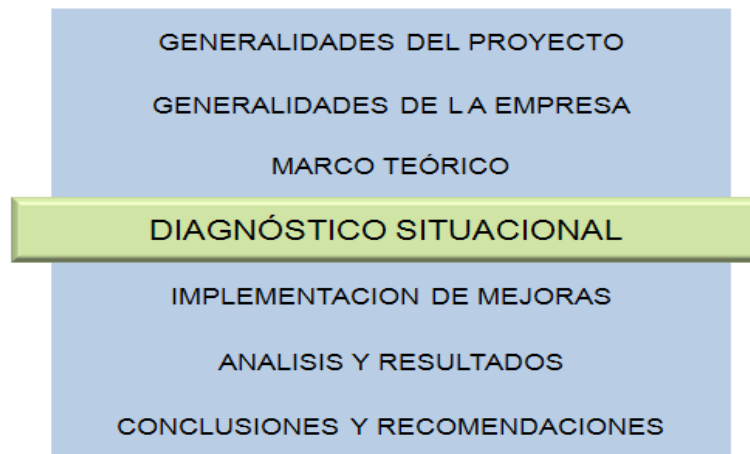 GENERALIDADES DEL PROYECTO
GENERALIDADES DE LA EMPRESA
MARCO TEÓRICO
DIAGNÓSTICO SITUACIONAL
IMPLEMENTACION DE MEJORAS
ANALISIS Y RESULTADOS
CONCLUSIONES Y RECOMENDACIONES